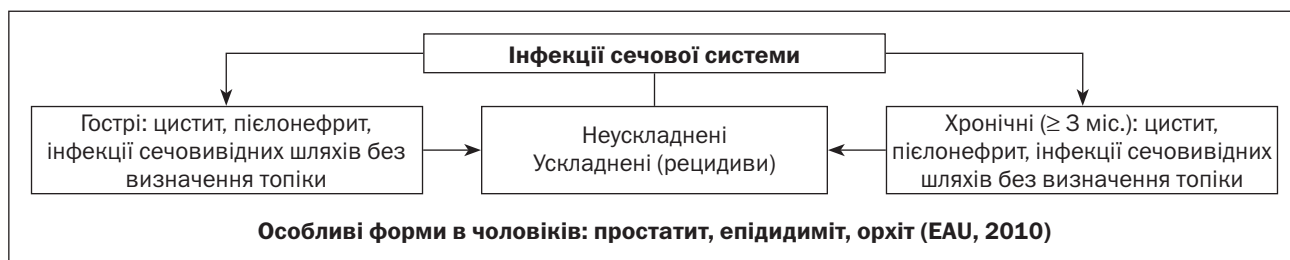 Інфекції сечової системи
Гострі: цистит, пієлонефрит,
інфекції сечовивідних шляхів без
визначення топіки
Неускладнені
Ускладнені (рецидиви)
Хронічні (≥ 3 міс.): цистит,
пієлонефрит, інфекції сечовивідних
шляхів без визначення топіки
Особливі форми в чоловіків: простатит, епідидиміт, орхіт (EAU, 2010)